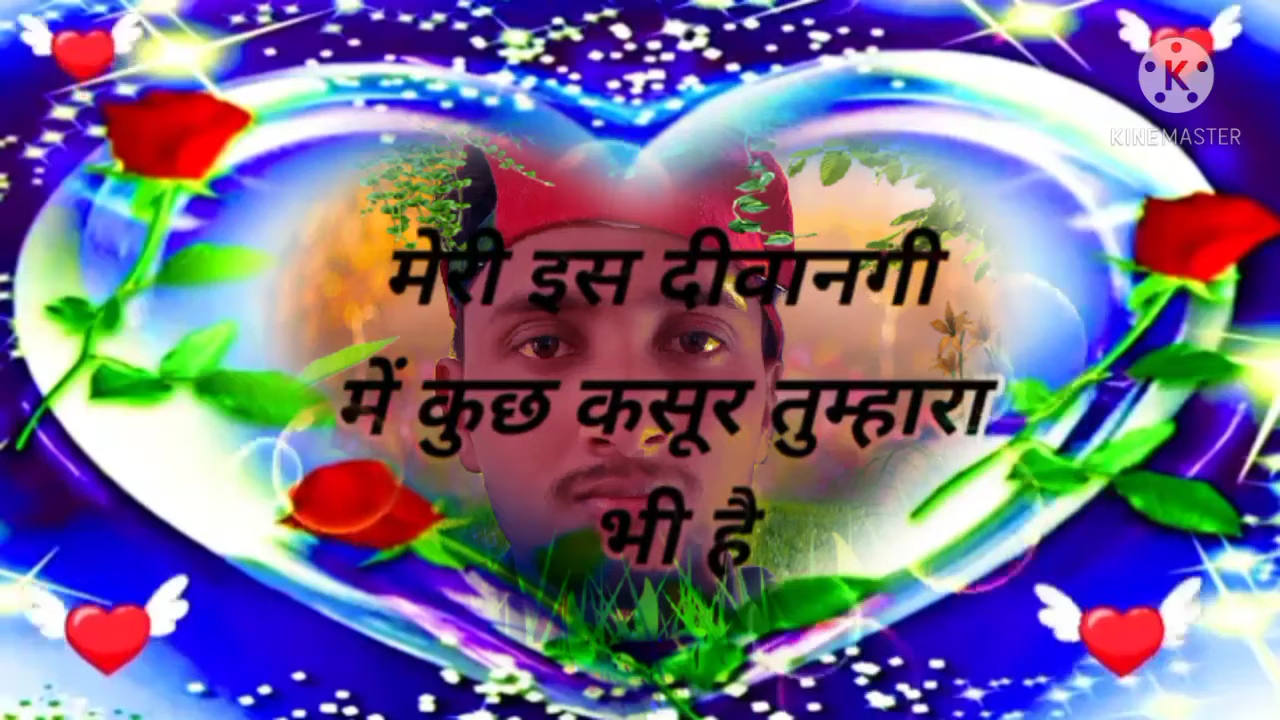 KINEMASTER
मेरी इस दीवानगी
में कुछ कसूर तुम्हारा
भी है